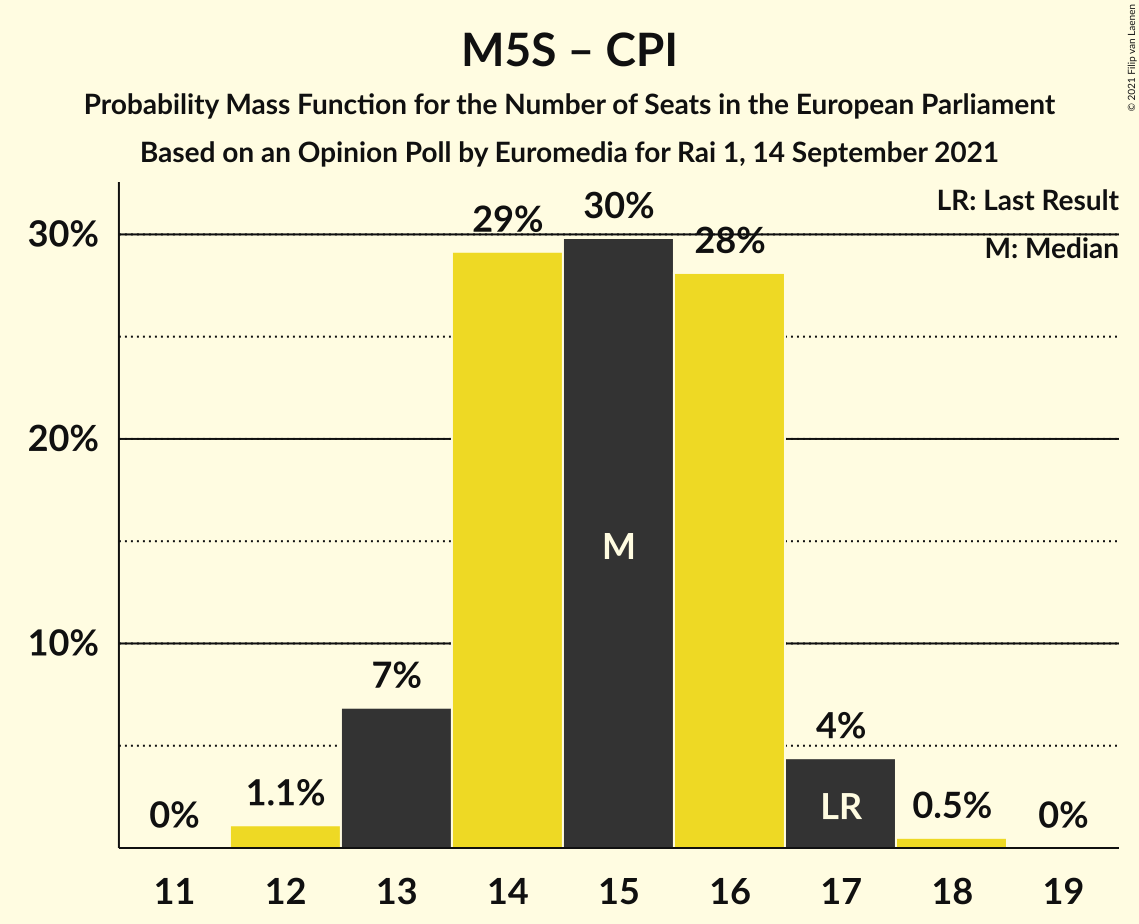 M5S – CPI
Probability Mass Function for the Number of Seats in the European Parliament
Based on an Opinion Poll by Euromedia for Rai 1, 14 September 2021
© 2021 Filip van Laenen
LR: Last Result
M: Median
30%
20%
10%
0%
1.1%
7%
29%
30%
28%
4%
0.5%
0%
M
LR
11 12 13 14 15 16 17 18 19